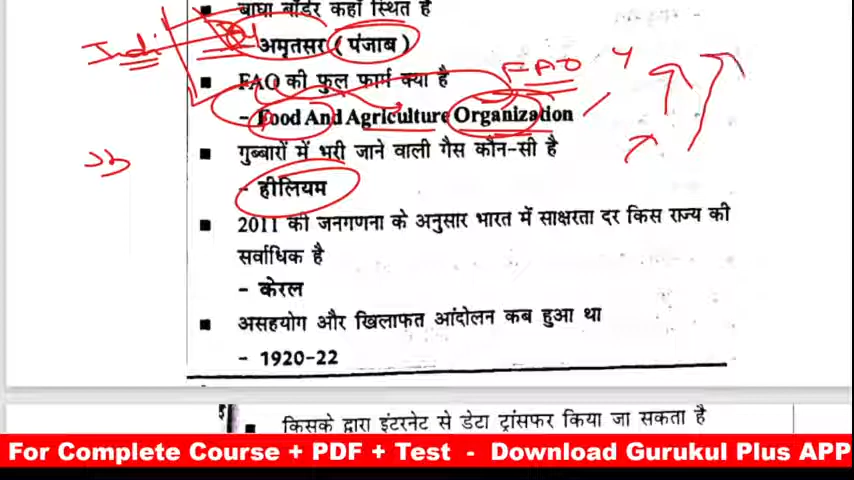 बाघा बॉर्डर कहाँ स्थित है
अमृतसर (पंजाब)
Indi
■ FAO की फुल फार्म क्या है
FAO
- Food And Agriculture Organization
■ गुब्बारों में भरी जाने वाली गैस कौन-सी है
- हीलियम
■ 2011 की जनगणना के अनुसार भारत में साक्षरता दर किस राज्य की
सर्वाधिक है
- केरल
■ असहयोग और खिलाफत आंदोलन कब हुआ था
- 1920-22
■ किसके द्वारा इंटरनेट से डेटा ट्रांसफर किया जा सकता है
For Complete Course + PDF + Test - Download Gurukul Plus APP